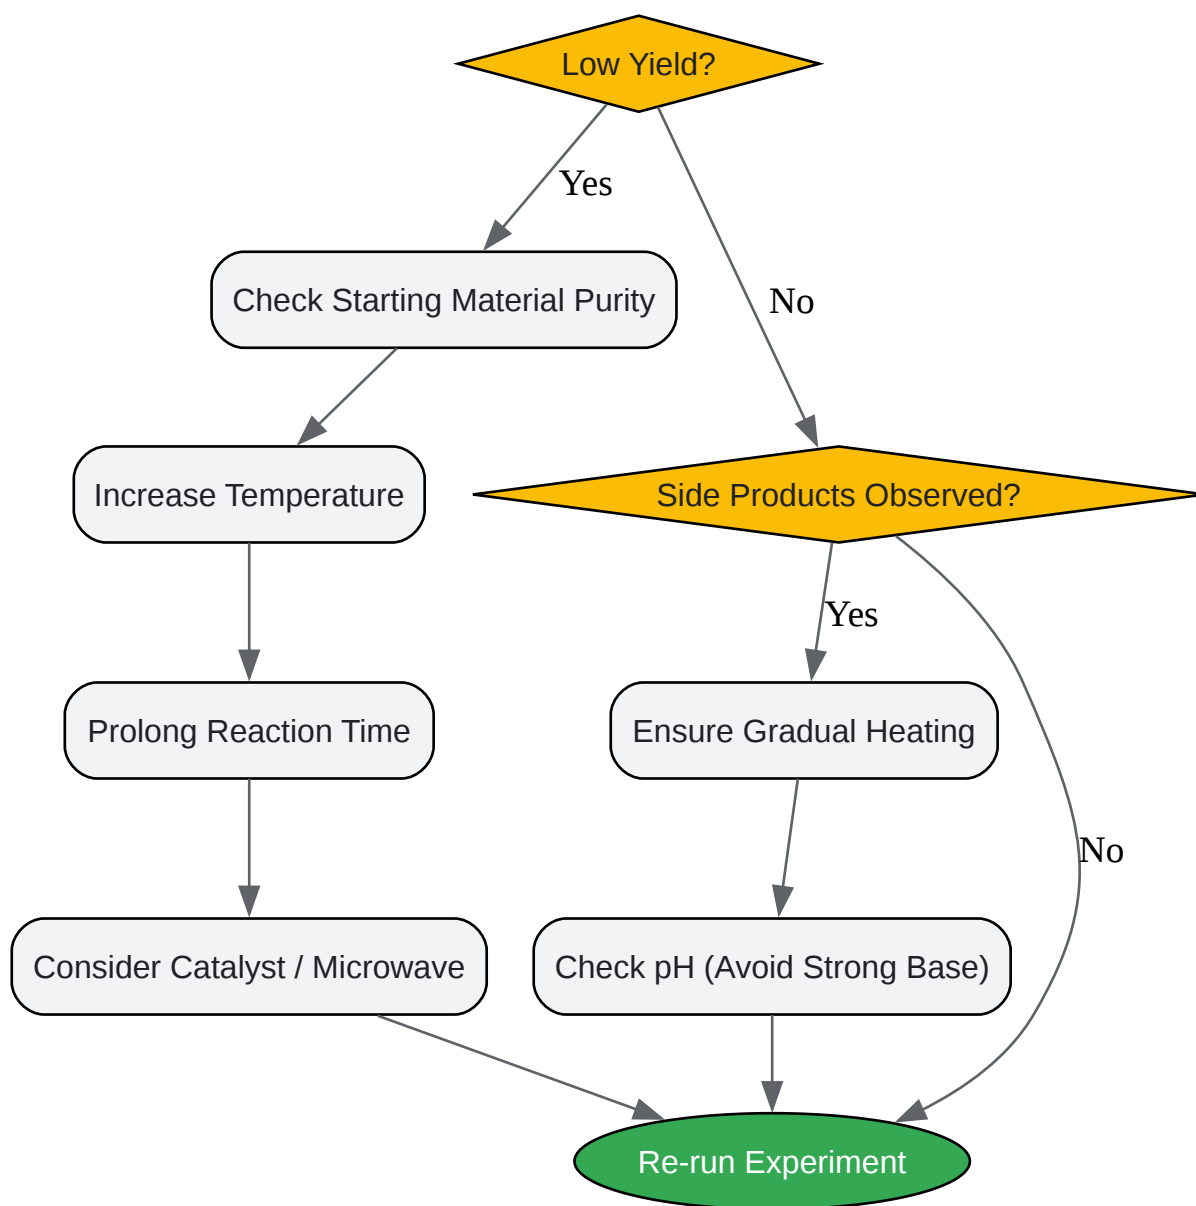 Low Yield?
Yes
Check Starting Material Purity
No
Increase Temperature
Side Products Observed?
Yes
Prolong Reaction Time
Ensure Gradual Heating
No
Consider Catalyst / Microwave
Check pH (Avoid Strong Base)
Re-run Experiment